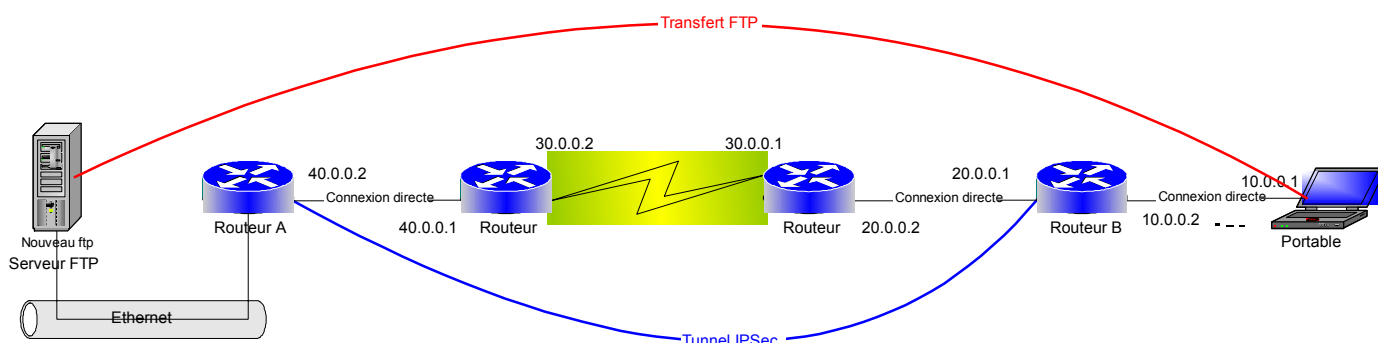 Transfert FTP
30.0.0.2
30.0.0.1
40.0.0.2
20.0.0.1
10.0.0.1
Connexion directe
Connexion directe
Connexion directe
40.0.0.1
20.0.0.2
10.0.0.2
Routeur A
Routeur
Routeur
Routeur B
Portable
Nouveau ftp
Serveur FTP
Ethernet
Tunnel IPSec